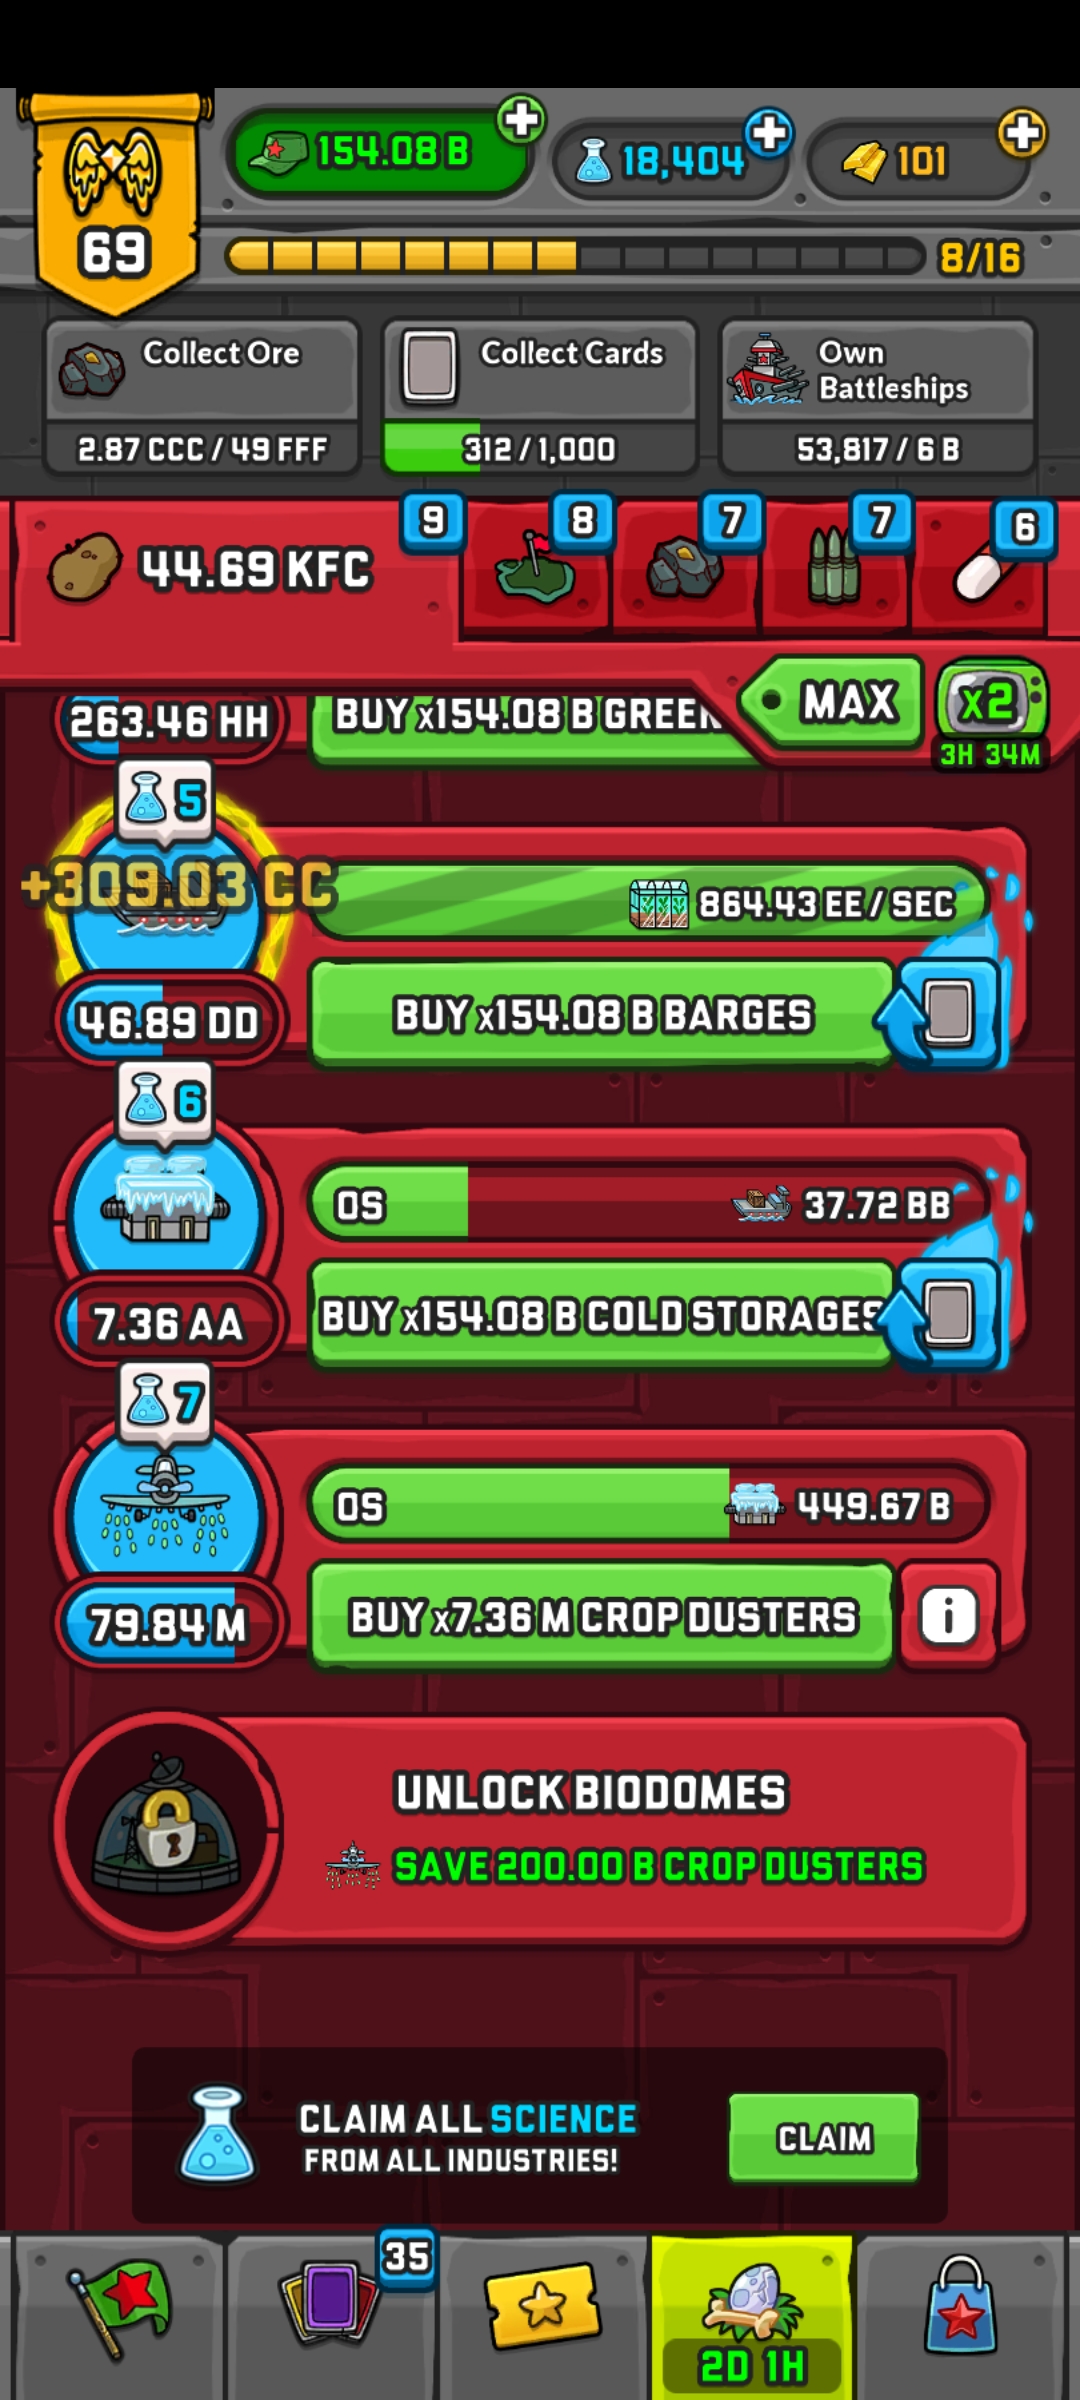 154.08 B
18,404
101
69
8/16
Collect Ore
2.87 CCC / 49 FFF
Collect Cards
312 / 1,000
Own
Battleships
53,817 / 6 B
44.69 KFC
9
8
7
7
6
MAX
x2
3H 34M
263.46 HH
BUY x154.08 B GREEN
5
+309.03 CC
864.43 EE / SEC
46.89 DD
BUY x154.08 B BARGES
6
0S
37.72 BB
7.36 AA
BUY x154.08 B COLD STORAGES
7
0S
449.67 B
79.84 M
BUY x7.36 M CROP DUSTERS
i
UNLOCK BIODOMES
SAVE 200.00 B CROP DUSTERS
CLAIM ALL SCIENCE
FROM ALL INDUSTRIES!
CLAIM
35
2D 1H